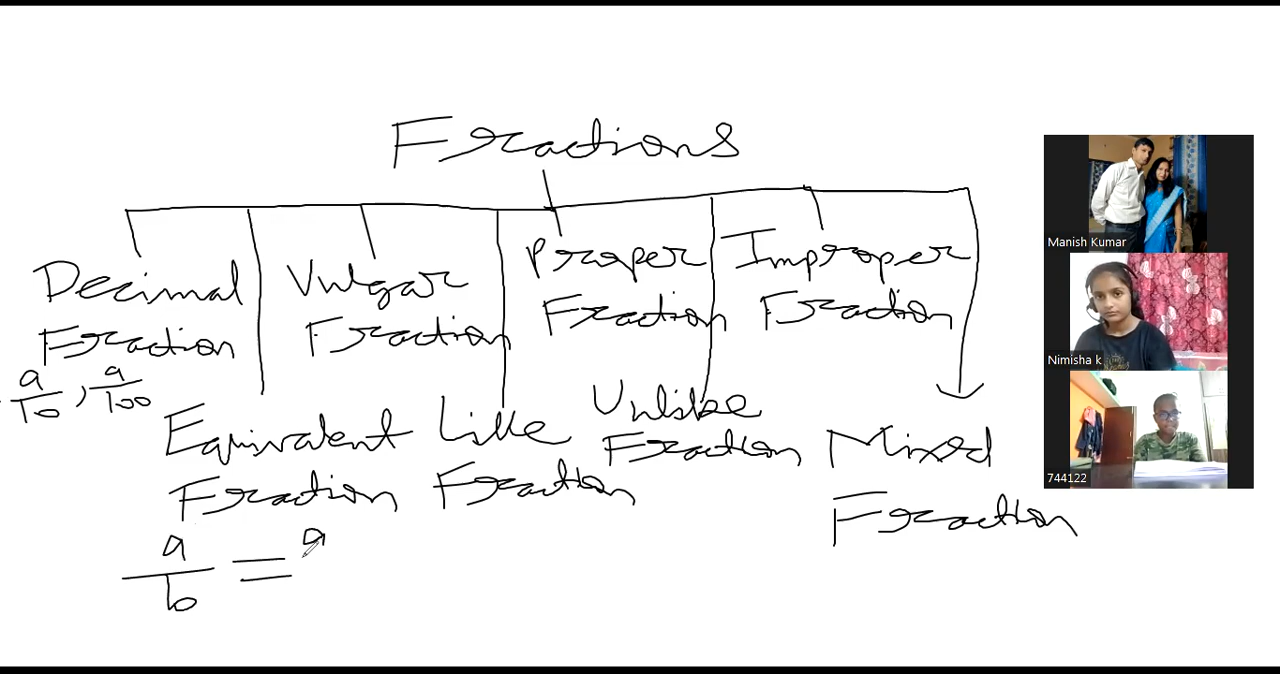 Fractions
Decimal
Fraction
a/10, a/100
Vulgar
Fraction
Proper
Fraction
Improper
Fraction
Equivalent
Fraction
a/b = a
Like
Fraction
Unlike
Fraction
Mixed
Fraction
Manish Kumar
Nimisha k
744122